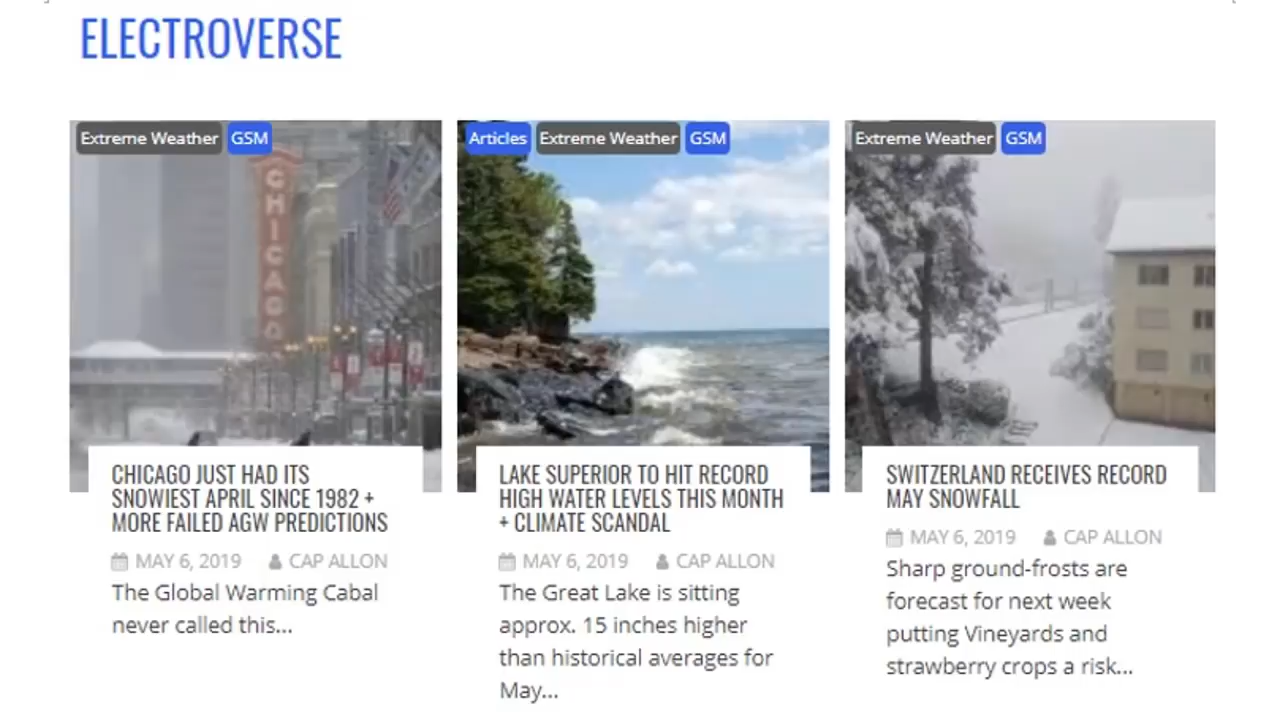 ELECTROVERSE
Extreme Weather GSM
CHICAGO
CHICAGO JUST HAD ITS
SNOWIEST APRIL SINCE 1982 +
MORE FAILED AGW PREDICTIONS
MAY 6, 2019 CAP ALLON
The Global Warming Cabal
never called this...
Articles Extreme Weather GSM
LAKE SUPERIOR TO HIT RECORD
HIGH WATER LEVELS THIS MONTH
+ CLIMATE SCANDAL
MAY 6, 2019 CAP ALLON
The Great Lake is sitting
approx. 15 inches higher
than historical averages for
May...
Extreme Weather GSM
SWITZERLAND RECEIVES RECORD
MAY SNOWFALL
MAY 6, 2019 CAP ALLON
Sharp ground-frosts are
forecast for next week
putting Vineyards and
strawberry crops a risk...